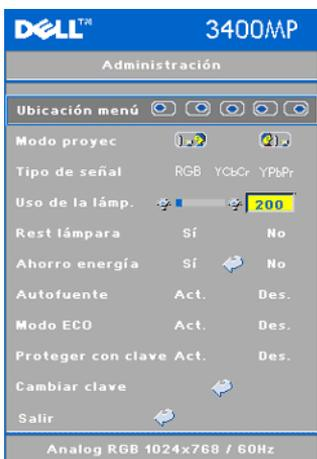 DELL™ 3400MP
Administración
Ubicación menú
Modo proyec
Tipo de señal RGB YCbCr YPbPr
Uso de la lámp. 200
Rest lámpara Sí No
Ahorro energía Sí No
Autofuente Act. Des.
Modo ECO Act. Des.
Proteger con clave Act. Des.
Cambiar clave
Salir
Analog RGB 1024x768 / 60Hz